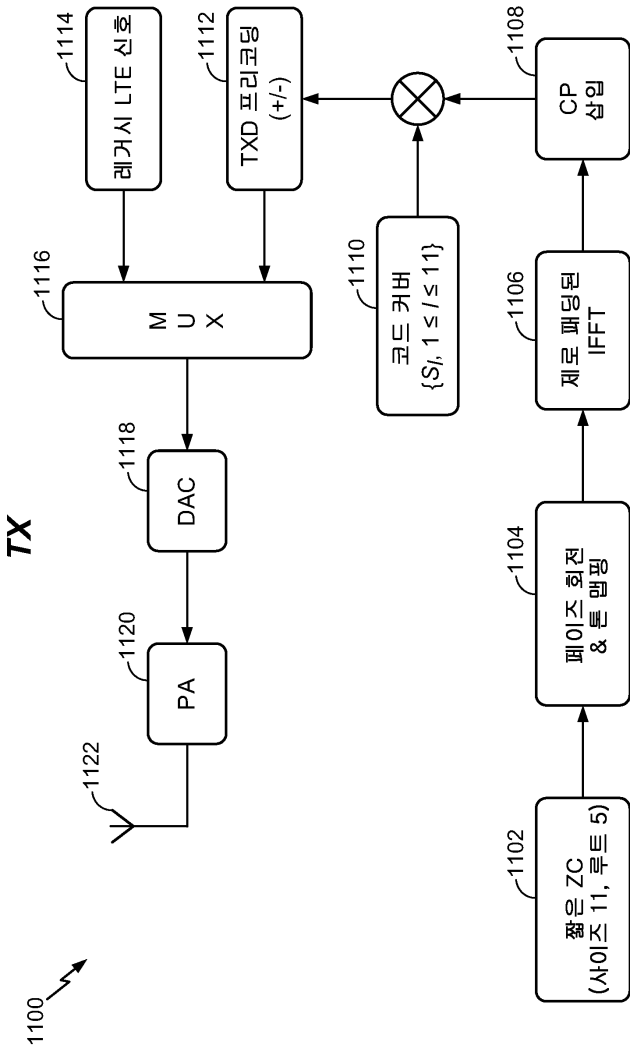 TX
1100
1122
1120
PA
1118
DAC
1116
M
U
X
1114
레거시 LTE 신호
1112
TXD 프리코딩
(+/-)
1110
코드 커버
{Sₗ, 1 ≤ l ≤ 11}
1102
짧은 ZC
(사이즈 11, 루트 5)
1104
페이즈 회전
& 톤 맵핑
1106
제로 패딩된
IFFT
1108
CP
삽입